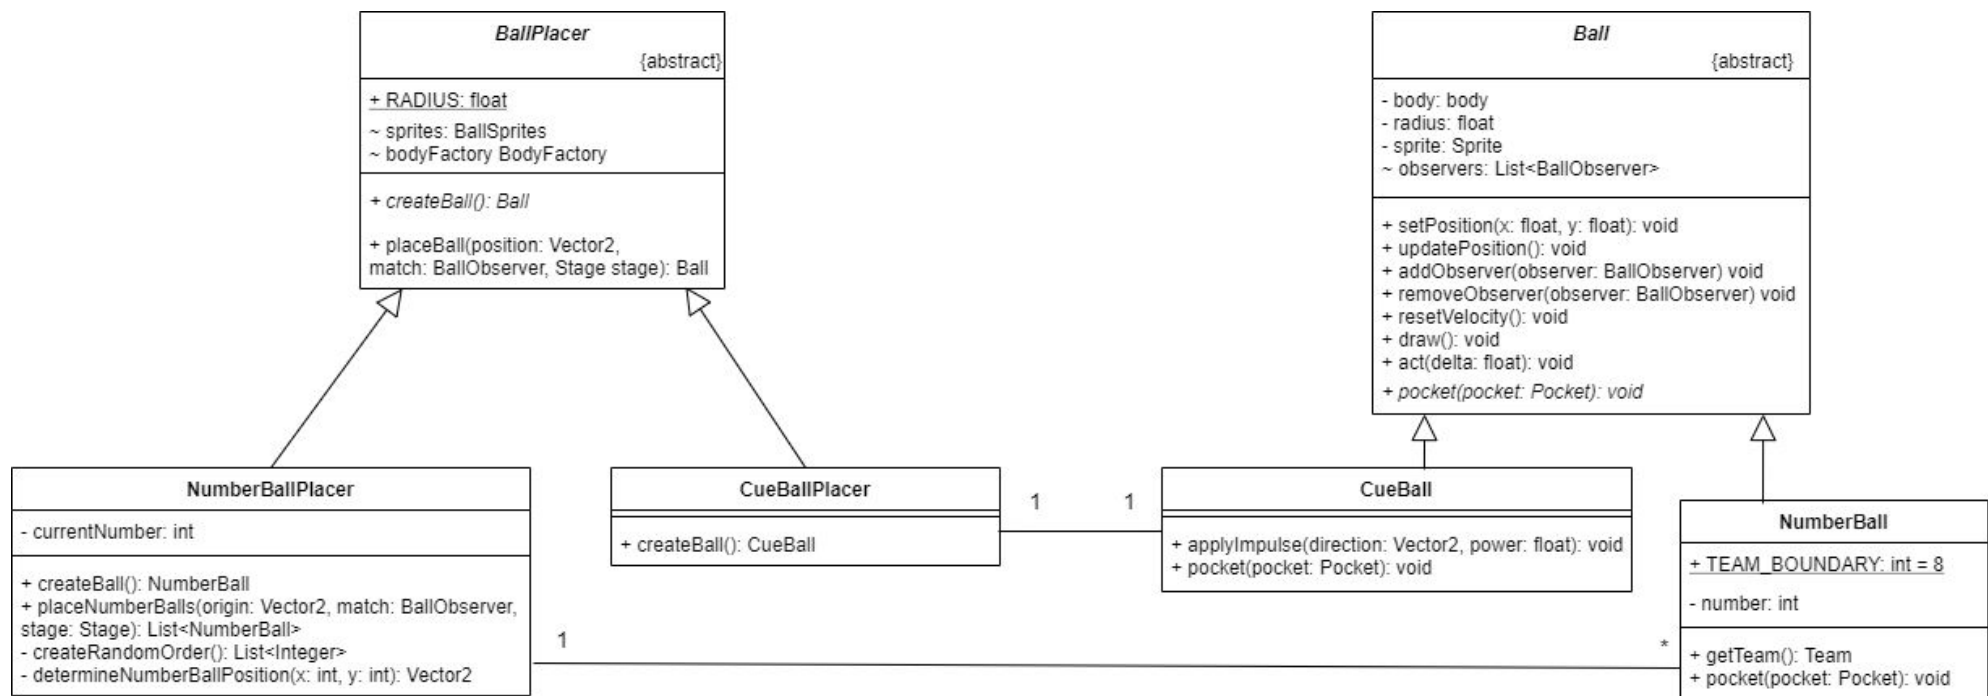 BallPlacer
{abstract}
+ RADIUS: float
~ sprites: BallSprites
~ bodyFactory BodyFactory
+ createBall(): Ball
+ placeBall(position: Vector2,
match: BallObserver, Stage stage): Ball
Ball
{abstract}
- body: body
- radius: float
- sprite: Sprite
~ observers: List<BallObserver>
+ setPosition(x: float, y: float): void
+ updatePosition(): void
+ addObserver(observer: BallObserver) void
+ removeObserver(observer: BallObserver) void
+ resetVelocity(): void
+ draw(): void
+ act(delta: float): void
+ pocket(pocket: Pocket): void
NumberBallPlacer
- currentNumber: int
+ createBall(): NumberBall
+ placeNumberBalls(origin: Vector2, match: BallObserver,
stage: Stage): List<NumberBall>
- createRandomOrder(): List<Integer>
- determineNumberBallPosition(x: int, y: int): Vector2
CueBallPlacer
+ createBall(): CueBall
1
1
CueBall
+ applyImpulse(direction: Vector2, power: float): void
+ pocket(pocket: Pocket): void
NumberBall
+ TEAM_BOUNDARY: int = 8
- number: int
+ getTeam(): Team
+ pocket(pocket: Pocket): void
1
*